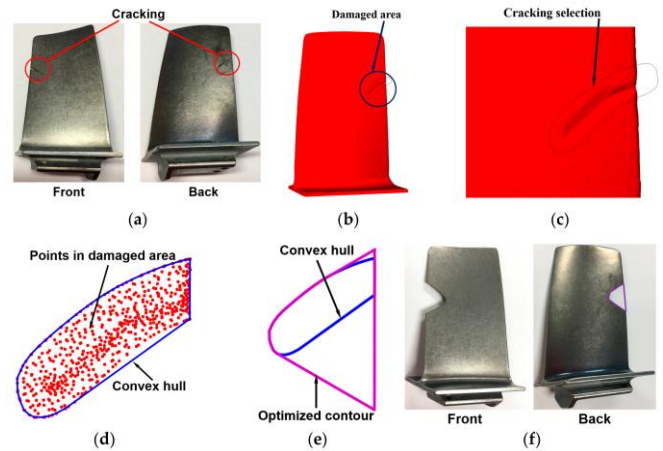 Cracking
Front
Back
(a)
Damaged area
(b)
Cracking selection
(c)
Points in damaged area
Convex hull
(d)
Convex hull
Optimized contour
(e)
Front
Back
(f)